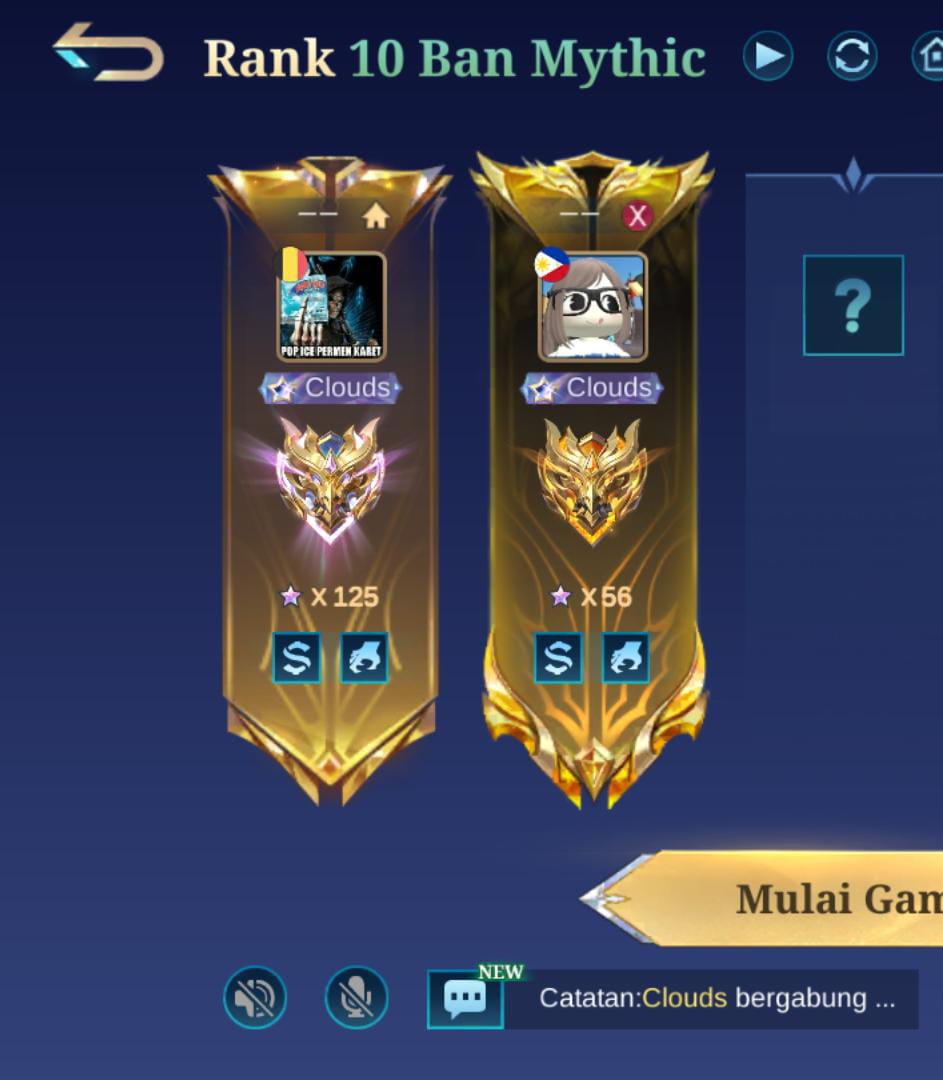 Rank 10 Ban Mythic
POP ICE PERMEN KARET
Clouds
X 125
X
Clouds
X 56
?
Mulai Gam
NEW
Catatan:Clouds bergabung ...